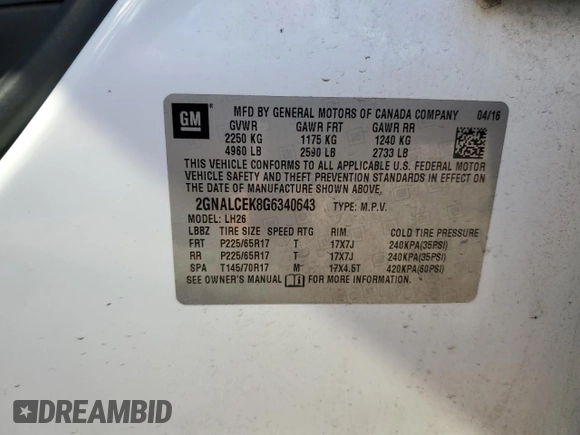 GM MFD BY GENERAL MOTORS OF CANADA COMPANY 04/16
GVWR GAWR FRT GAWR RR
2250 KG 1175 KG 1240 KG
4960 LB 2590 LB 2733 LB
THIS VEHICLE CONFORMS TO ALL APPLICABLE U.S. FEDERAL MOTOR
VEHICLE SAFETY AND THEFT PREVENTION STANDARDS IN EFFECT ON
THE DATE OF MANUFACTURE SHOWN ABOVE.
2GNALCEK8G6340643 TYPE: M.P.V.
MODEL: LH26
LBBZ TIRE SIZE SPEED RTG RIM COLD TIRE PRESSURE
FRT P225/65R17 T 17X7J 240KPA(35PSI)
RR P225/65R17 T 17X7J 240KPA(35PSI)
SPA T145/70R17 M 17X4.5T 420KPA(60PSI)
SEE OWNER'S MANUAL FOR MORE INFORMATION.
DREAMBID